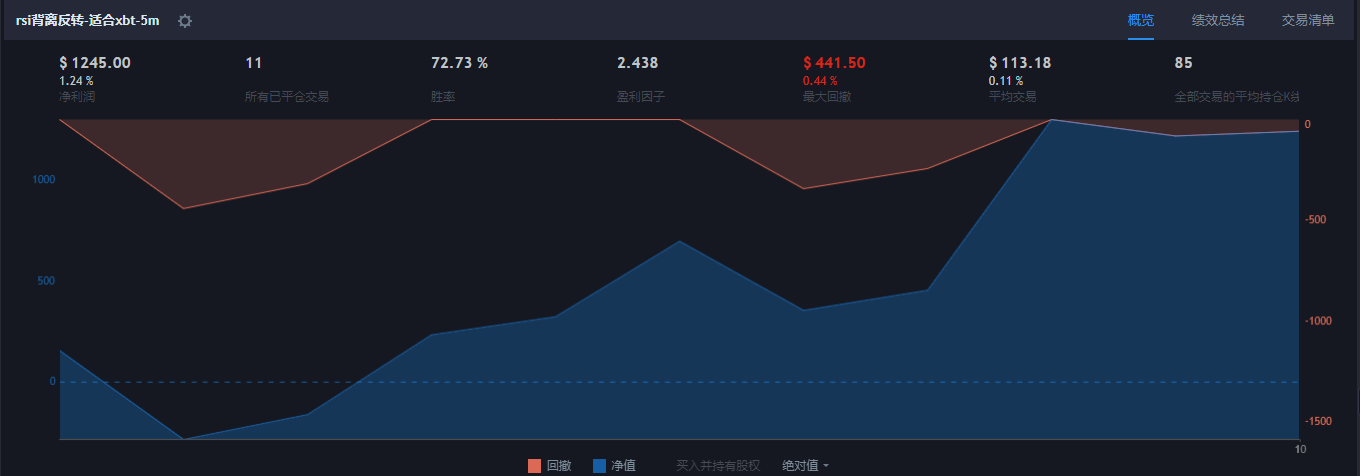 rsi背离反转-适合xbt-5m
概览 绩效总结 交易清单
$ 1245.00 11 72.73 % 2.438 $ 441.50 $ 113.18 85
1.24 % 0.44 % 0.11 %
净利润 所有已平仓交易 胜率 盈利因子 最大回撤 平均交易 全部交易的平均持仓K线
0
1000
-500
500
-1000
0
-1500
10
回撤 净值 买入并持有股权 绝对值